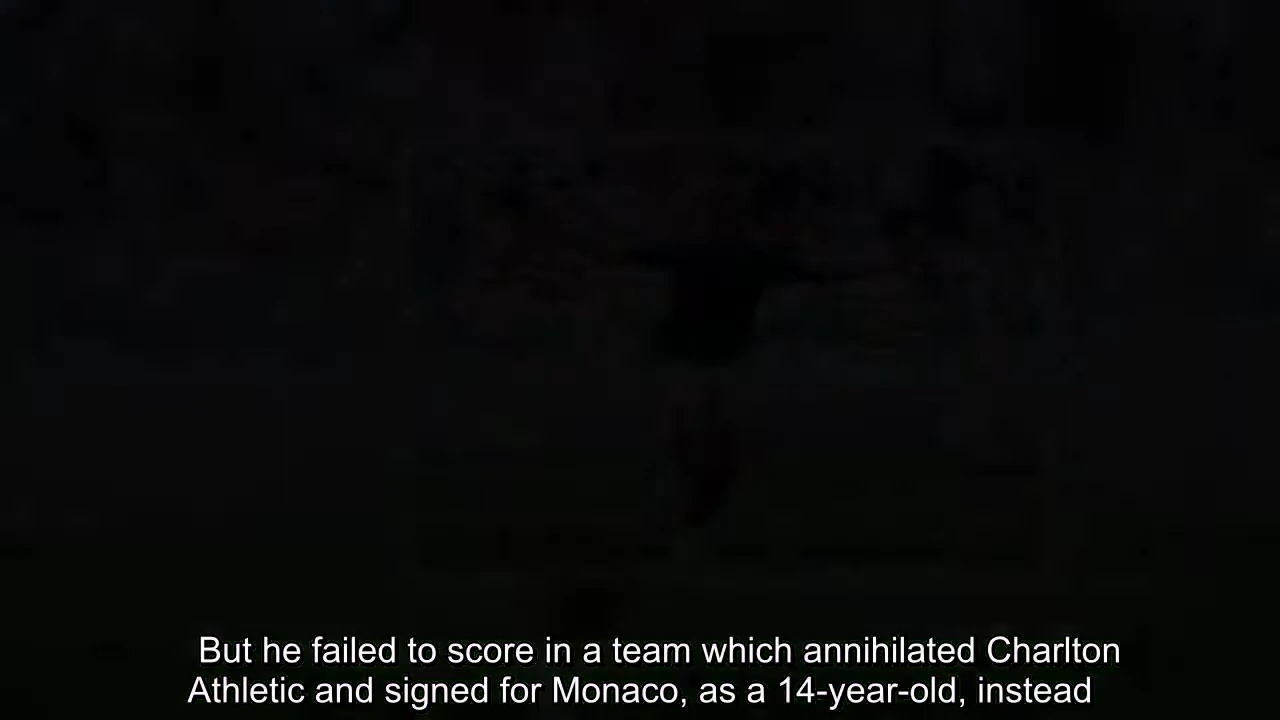 But he failed to score in a team which annihilated Charlton
Athletic and signed for Monaco, as a 14-year-old, instead